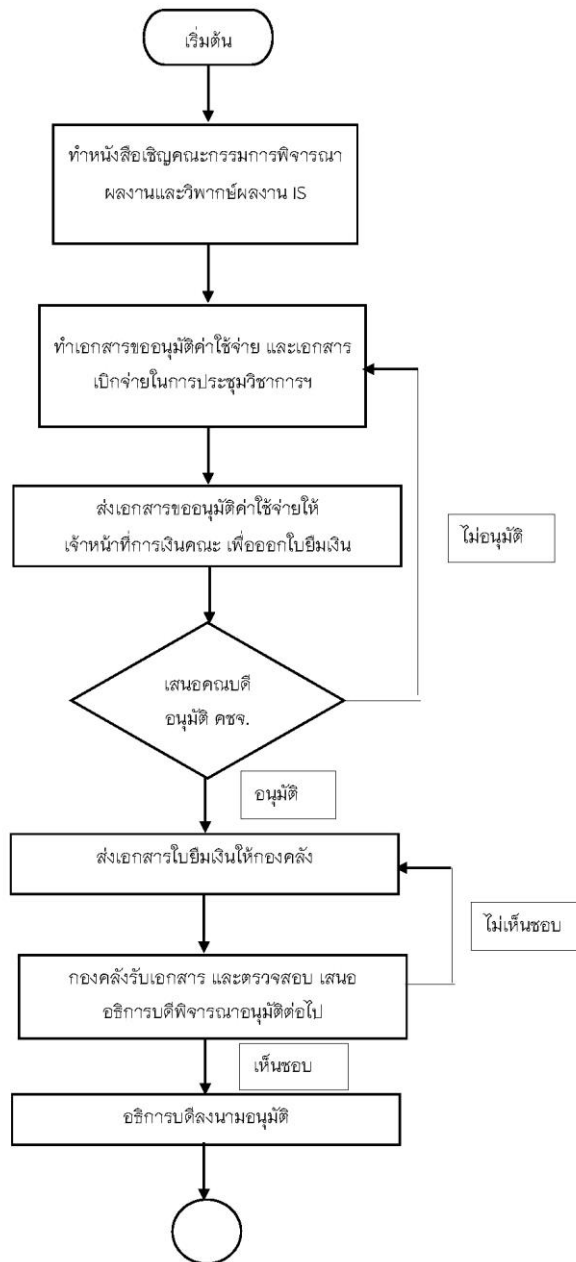 เริ่มต้น
ทำหนังสือเชิญคณะกรรมการพิจารณา
ผลงานและวิพากษ์ผลงาน IS
ทำเอกสารขออนุมัติค่าใช้จ่าย และเอกสาร
เบิกจ่ายในการประชุมวิชาการฯ
ส่งเอกสารขออนุมัติค่าใช้จ่ายให้
เจ้าหน้าที่การเงินคณะ เพื่อออกใบยืมเงิน
ไม่อนุมัติ
เสนอคณบดี
อนุมัติ คชจ.
อนุมัติ
ส่งเอกสารใบยืมเงินให้กองคลัง
ไม่เห็นชอบ
กองคลังรับเอกสาร และตรวจสอบ เสนอ
อธิการบดีพิจารณาอนุมัติต่อไป
เห็นชอบ
อธิการบดีลงนามอนุมัติ